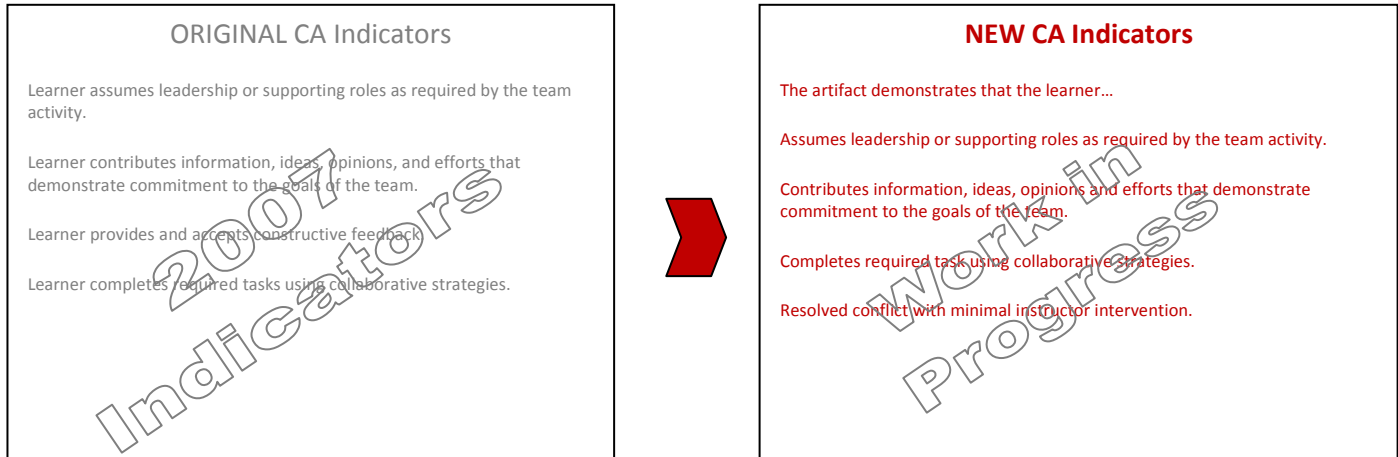 ORIGINAL CA Indicators
Learner assumes leadership or supporting roles as required by the team
activity.
Learner contributes information, ideas, opinions, and efforts that
demonstrate commitment to the goals of the team.
Learner provides and accepts constructive feedback.
Learner completes required tasks using collaborative strategies.
2007
Indicators
NEW CA Indicators
The artifact demonstrates that the learner…
Assumes leadership or supporting roles as required by the team activity.
Contributes information, ideas, opinions and efforts that demonstrate
commitment to the goals of the team.
Completes required task using collaborative strategies.
Resolved conflict with minimal instructor intervention.
Work in
Progress